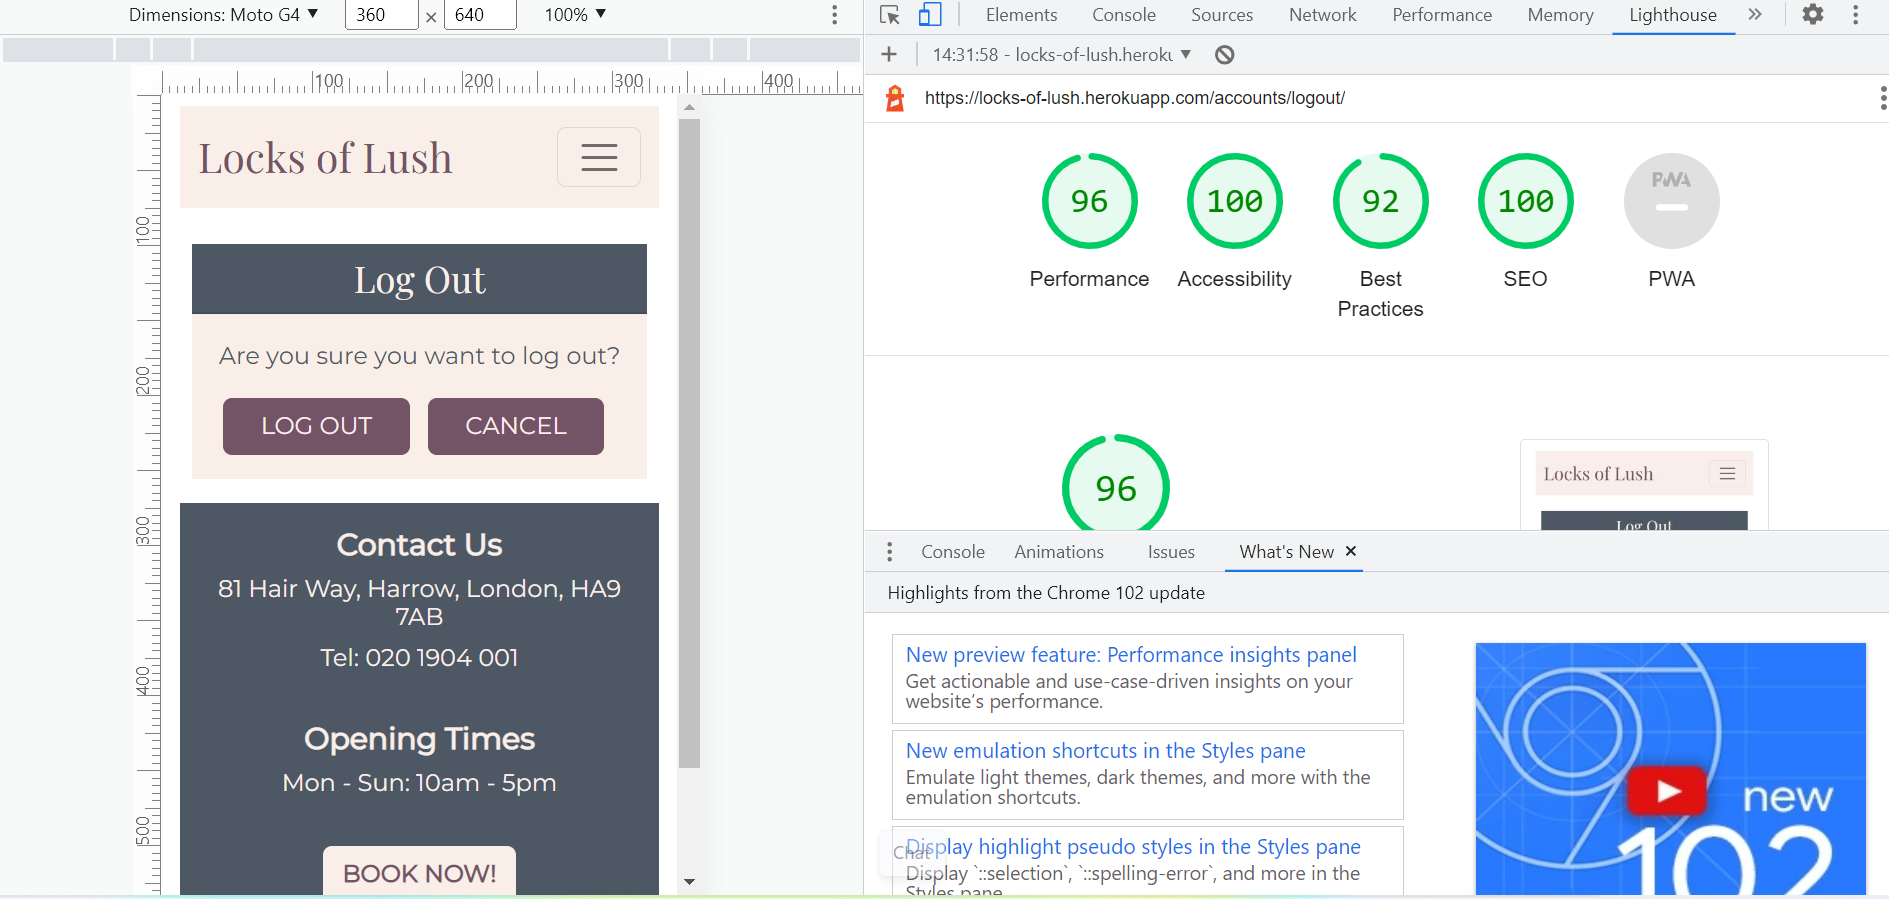 Dimensions: Moto G4 ▼ 360 × 640 100% ▼
100 200 300 400
100
200
300
400
500
Locks of Lush
Log Out
Are you sure you want to log out?
LOG OUT CANCEL
Contact Us
81 Hair Way, Harrow, London, HA9
7AB
Tel: 020 1904 001
Opening Times
Mon - Sun: 10am - 5pm
BOOK NOW!
Elements Console Sources Network Performance Memory Lighthouse »
+ 14:31:58 - locks-of-lush.heroku ▼
https://locks-of-lush.herokuapp.com/accounts/logout/
96 100 92 100 PWA
Performance Accessibility Best Practices SEO PWA
96
Locks of Lush
Log Out
Console Animations Issues What's New ×
Highlights from the Chrome 102 update
New preview feature: Performance insights panel
Get actionable and use-case-driven insights on your
website’s performance.
New emulation shortcuts in the Styles pane
Emulate light themes, dark themes, and more with the
emulation shortcuts.
Display highlight pseudo styles in the Styles pane
Display `::selection`, `::spelling-error`, and more in the
Styles pane
Chat
new
102